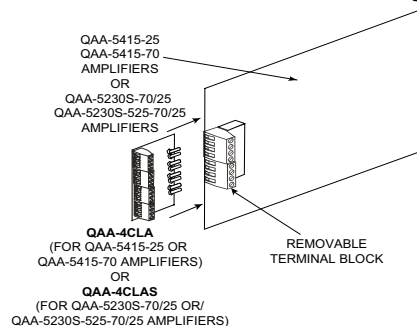 QAA-5415-25
QAA-5415-70
AMPLIFIERS
OR
QAA-5230S-70/25
QAA-5230S-525-70/25
AMPLIFIERS
QAA-4CLA
(FOR QAA-5415-25 OR
QAA-5415-70 AMPLIFIERS)
OR
QAA-4CLAS
(FOR QAA-5230S-70/25 OR/
QAA-5230S-525-70/25 AMPLIFIERS)
REMOVABLE
TERMINAL BLOCK